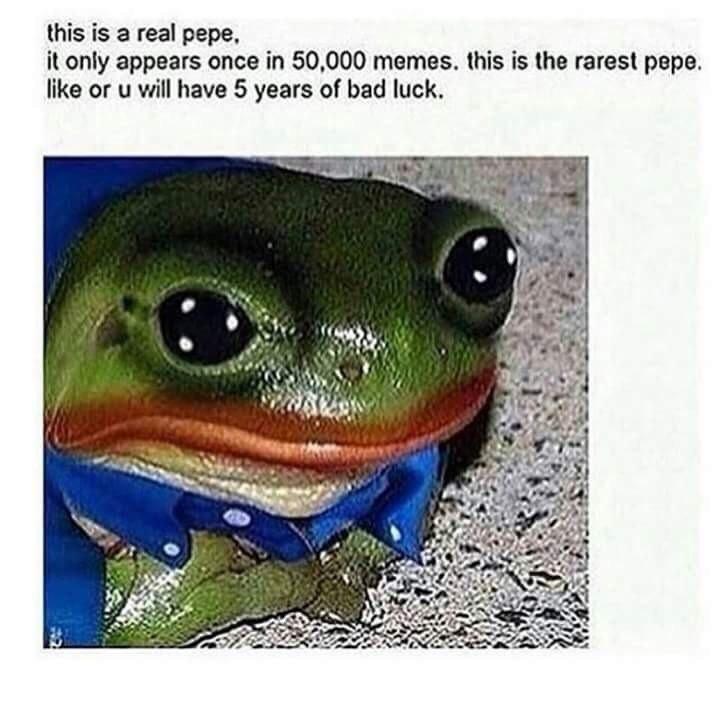 this is a real pepe,
it only appears once in 50,000 memes. this is the rarest pepe.
like or u will have 5 years of bad luck.